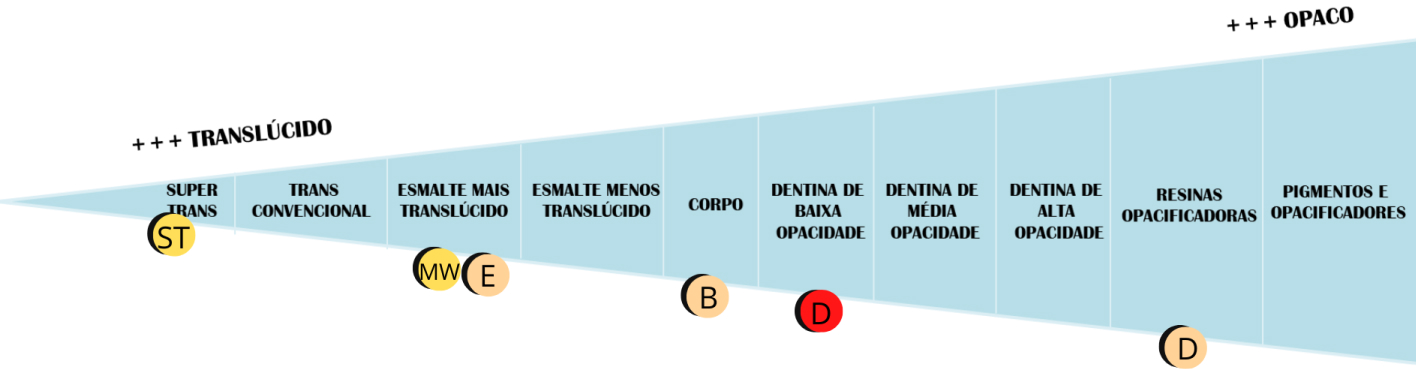 + + + OPACO
+ + + TRANSLÚCIDO
SUPER
TRANS
TRANS
CONVENCIONAL
ESMALTE MAIS
TRANSLÚCIDO
ESMALTE MENOS
TRANSLÚCIDO
CORPO
DENTINA DE
BAIXA
OPACIDADE
DENTINA DE
MÉDIA
OPACIDADE
DENTINA DE
ALTA
OPACIDADE
RESINAS
OPACIFICADORAS
PIGMENTOS E
OPACIFICADORES
ST
MW
E
B
D
D